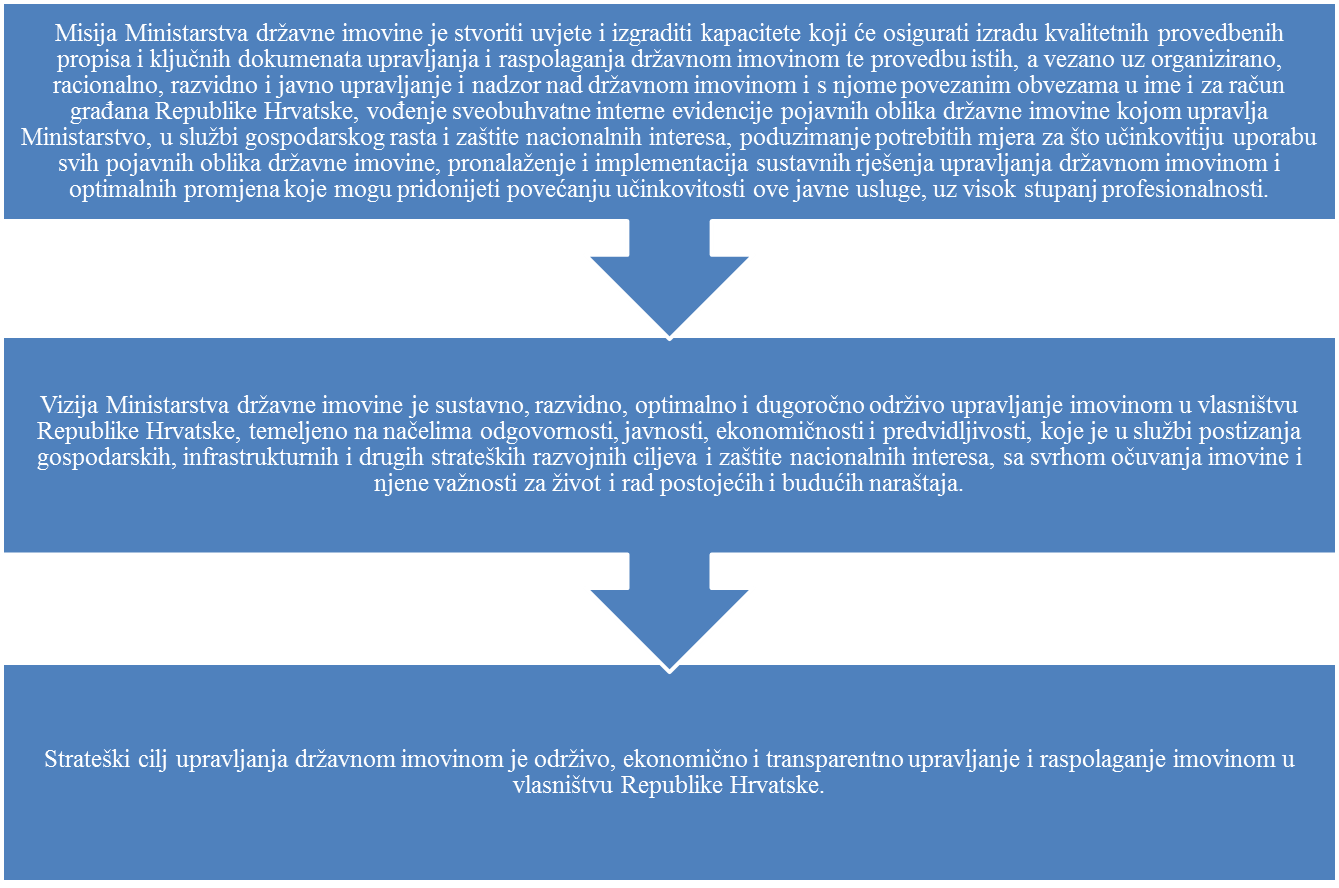 Misija Ministarstva državne imovine je stvoriti uvjete i izgraditi kapacitete koji će osigurati izradu kvalitetnih provedbenih
propisa i ključnih dokumenata upravljanja i raspolaganja državnom imovinom te provedbu istih, a vezano uz organizirano,
racionalno, razvidno i javno upravljanje i nadzor nad državnom imovinom i s njome povezanim obvezama u ime i za račun
građana Republike Hrvatske, vođenje sveobuhvatne interne evidencije pojavnih oblika državne imovine kojom upravlja
Ministarstvo, u službi gospodarskog rasta i zaštite nacionalnih interesa, poduzimanje potrebitih mjera za što učinkovitiju uporabu
svih pojavnih oblika državne imovine, pronalaženje i implementacija sustavnih rješenja upravljanja državnom imovinom i
optimalnih promjena koje mogu pridonijeti povećanju učinkovitosti ove javne usluge, uz visok stupanj profesionalnosti.
Vizija Ministarstva državne imovine je sustavno, razvidno, optimalno i dugoročno održivo upravljanje imovinom u vlasništvu
Republike Hrvatske, temeljeno na načelima odgovornosti, javnosti, ekonomičnosti i predvidljivosti, koje je u službi postizanja
gospodarskih, infrastrukturnih i drugih strateških razvojnih ciljeva i zaštite nacionalnih interesa, sa svrhom očuvanja imovine i
njene važnosti za život i rad postojećih i budućih naraštaja.
Strateški cilj upravljanja državnom imovinom je održivo, ekonomično i transparentno upravljanje i raspolaganje imovinom u
vlasništvu Republike Hrvatske.